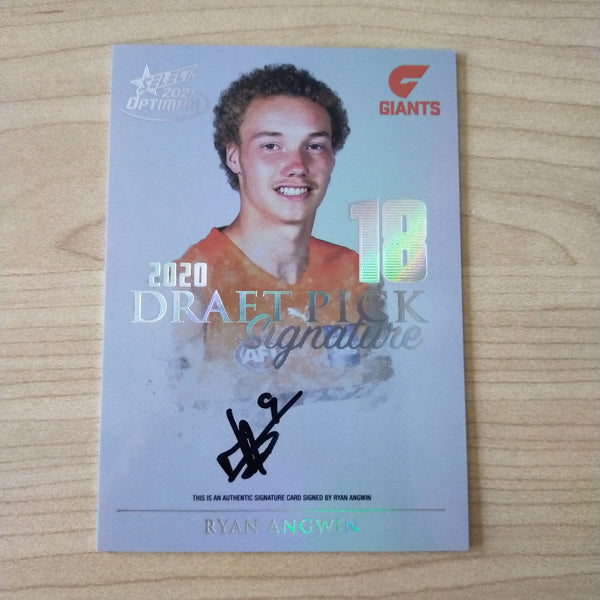 SELECT
2021
OPTIMUM
GIANTS
18
2020
DRAFT PICK
Signature
AFL
THIS IS AN AUTHENTIC SIGNATURE CARD SIGNED BY RYAN ANGWIN
RYAN ANGWIN